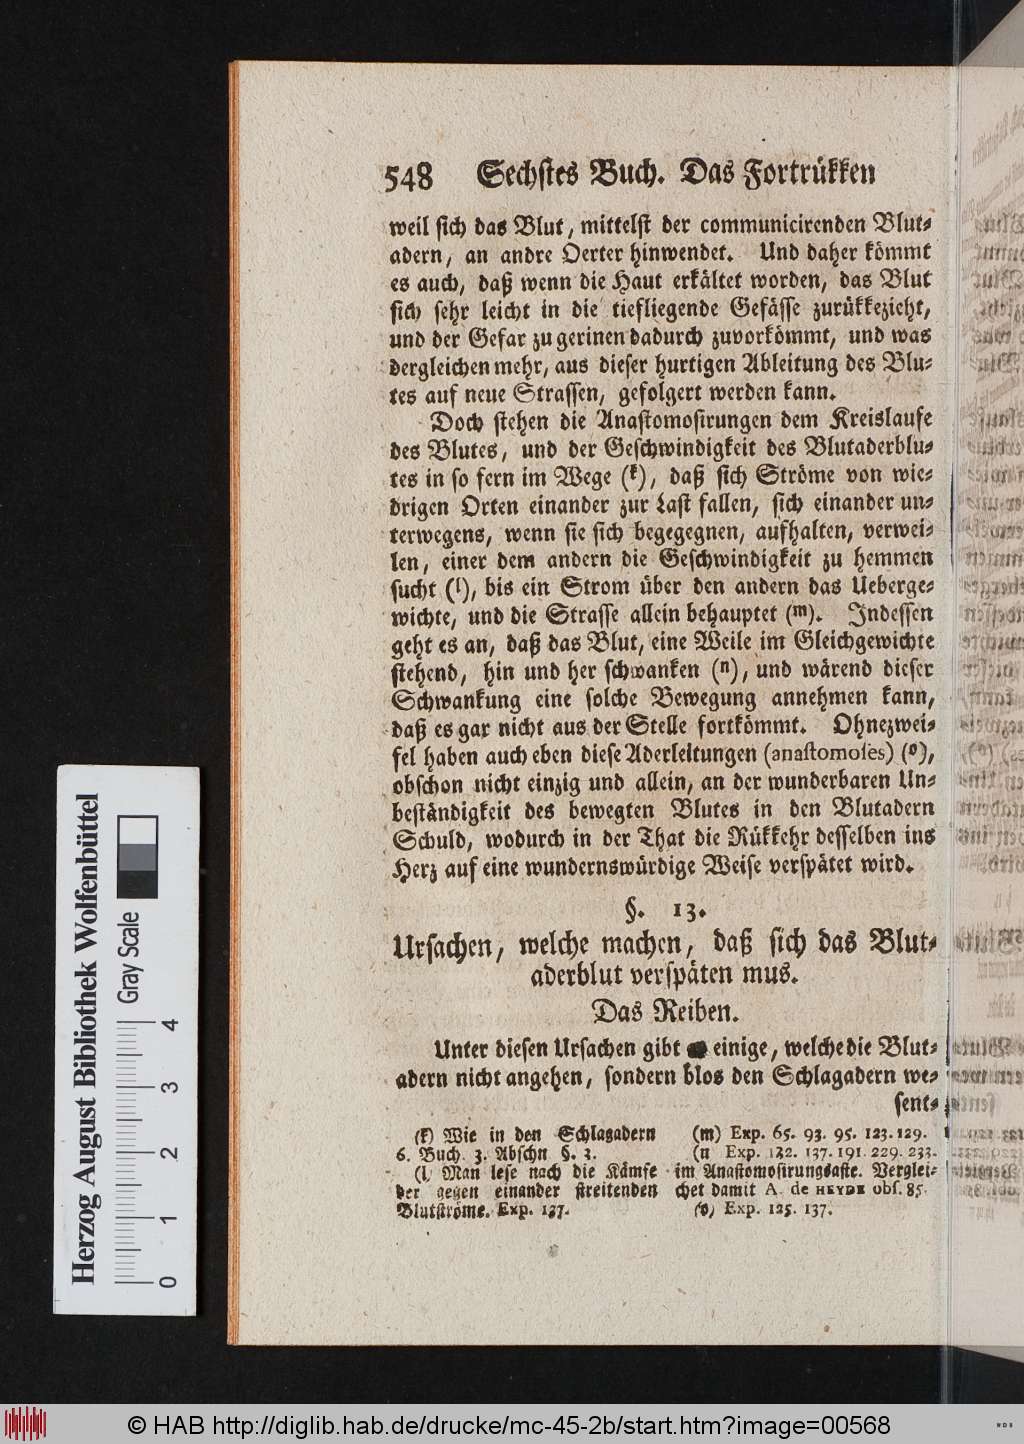 548 Sechstes Buch. Das Fortrükken
weil sich das Blut, mittelst der communicirenden Blut-
adern, an andre Oerter hinwendet. Und daher kömmt
es auch, daß wenn die Haut erkältet worden, das Blut
sich sehr leicht in die tiefliegende Gefässe zurükkezieht,
und der Gefar zu gerinen dadurch zuvorkömmt, und was
dergleichen mehr, aus dieser hurtigen Ableitung des Blu-
tes auf neue Strassen, gefolgert werden kann.
Doch stehen die Anastomosirungen dem Kreislaufe
des Blutes, und der Geschwindigkeit des Blutaderblu-
tes in so fern im Wege (k), daß sich Ströme von wie-
drigen Orten einander zur Last fallen, sich einander un-
terwegens, wenn sie sich begegegnen, aufhalten, verwei-
len, einer dem andern die Geschwindigkeit zu hemmen
sucht (l), bis ein Strom über den andern das Ueberge-
wichte, und die Strasse allein behauptet (m). Indessen
geht es an, daß das Blut, eine Weile im Gleichgewichte
stehend, hin und her schwanken (n), und wärend dieser
Schwankung eine solche Bewegung annehmen kann,
daß es gar nicht aus der Stelle fortkömmt. Ohnezwei-
fel haben auch eben diese Aderleitungen (anastomoses) (o),
obschon nicht einzig und allein, an der wunderbaren Un-
beständigkeit des bewegten Blutes in den Blutadern
Schuld, wodurch in der That die Rükkehr desselben ins
Herz auf eine wundernswürdige Weise verspätet wird.
§. 13.
Ursachen, welche machen, daß sich das Blut-
aderblut verspäten mus.
Das Reiben.
Unter diesen Ursachen gibt einige, welche die Blut-
adern nicht angehen, sondern blos den Schlagadern we-
sent-
(k) Wie in den Schlagadern
6. Buch. 3. Abschn §. 3.
(l) Man lese nach die Kämfe
der gegen einander streitenden
Blutströme. Exp. 137.
(m) Exp. 65. 93. 95. 123. 129.
(n Exp. 132. 137. 191. 229. 233.
im Anastomosirungsaste. Verglei-
chet damit A. de HEYDE obs. 85.
(o) Exp. 125. 137.
Herzog August Bibliothek Wolfenbüttel
Gray Scale
0 1 2 3 4
© HAB http://diglib.hab.de/drucke/mc-45-2b/start.htm?image=00568